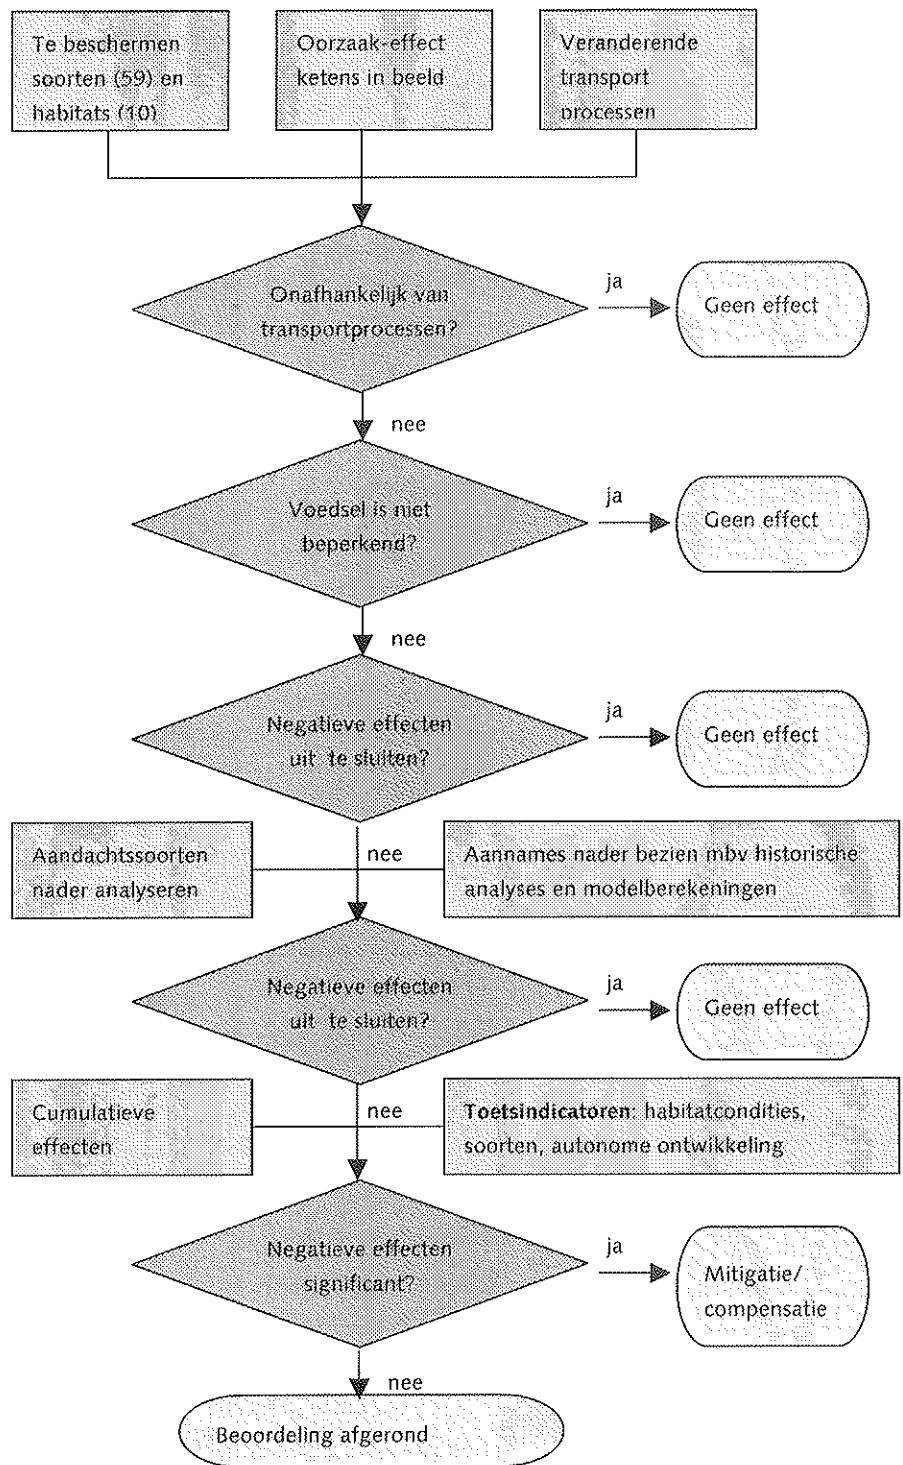 Te beschermen
soorten (59) en
habitats (10)
Oorzaak-effect
ketens in beeld
Veranderende
transport
processen
Onafhankelijk van
transportprocessen?
ja
Geen effect
nee
Voedsel is niet
beperkend?
ja
Geen effect
nee
Negatieve effecten
uit te sluiten?
ja
Geen effect
nee
Aandachtssoorten
nader analyseren
Aannames nader bezien mbv historische
analyses en modelberekeningen
Negatieve effecten
uit te sluiten?
ja
Geen effect
nee
Cumulatieve
effecten
Toetsindicatoren: habitatcondities,
soorten, autonome ontwikkeling
Negatieve effecten
significant?
ja
Mitigatie/
compensatie
nee
Beoordeling afgerond